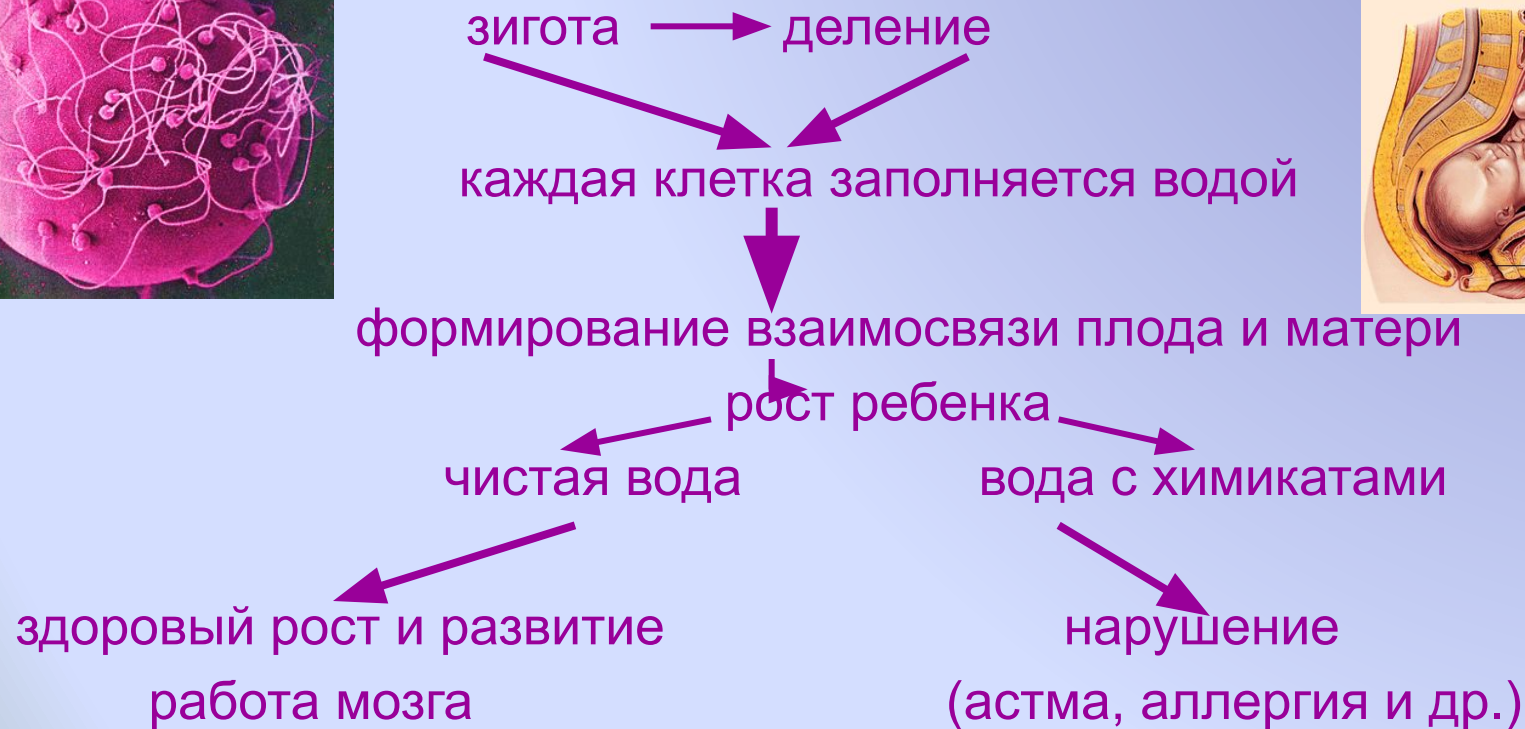 зигота деление
каждая клетка заполняется водой
формирование взаимосвязи плода и матери
рост ребенка
чистая вода вода с химикатами
здоровый рост и развитие нарушение
работа мозга (астма, аллергия и др.)